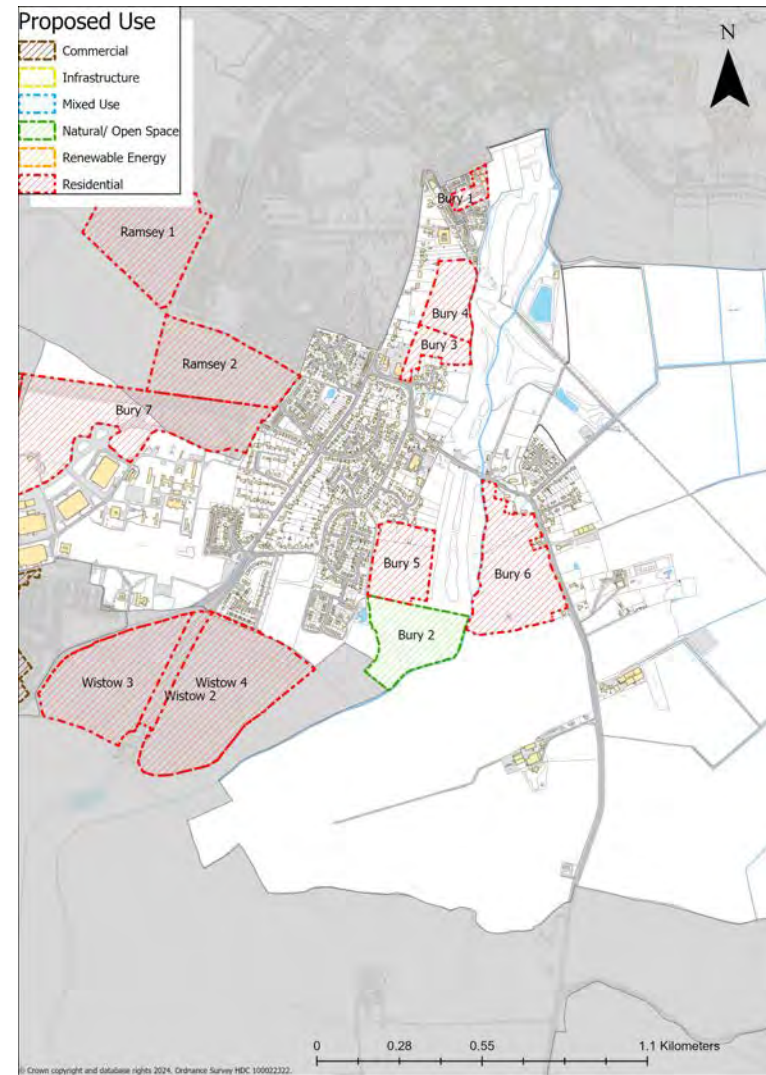 Proposed Use
Commercial
Infrastructure
Mixed Use
Natural/ Open Space
Renewable Energy
Residential
N
Bury 1
Ramsey 1
Bury 4
Bury 3
Ramsey 2
Bury 7
Bury 5
Bury 6
Bury 2
Wistow 3
Wistow 4
Wistow 2
0 0.28 0.55 1.1 Kilometers
© Crown copyright and database rights 2024, Ordnance Survey HDC 100022322.